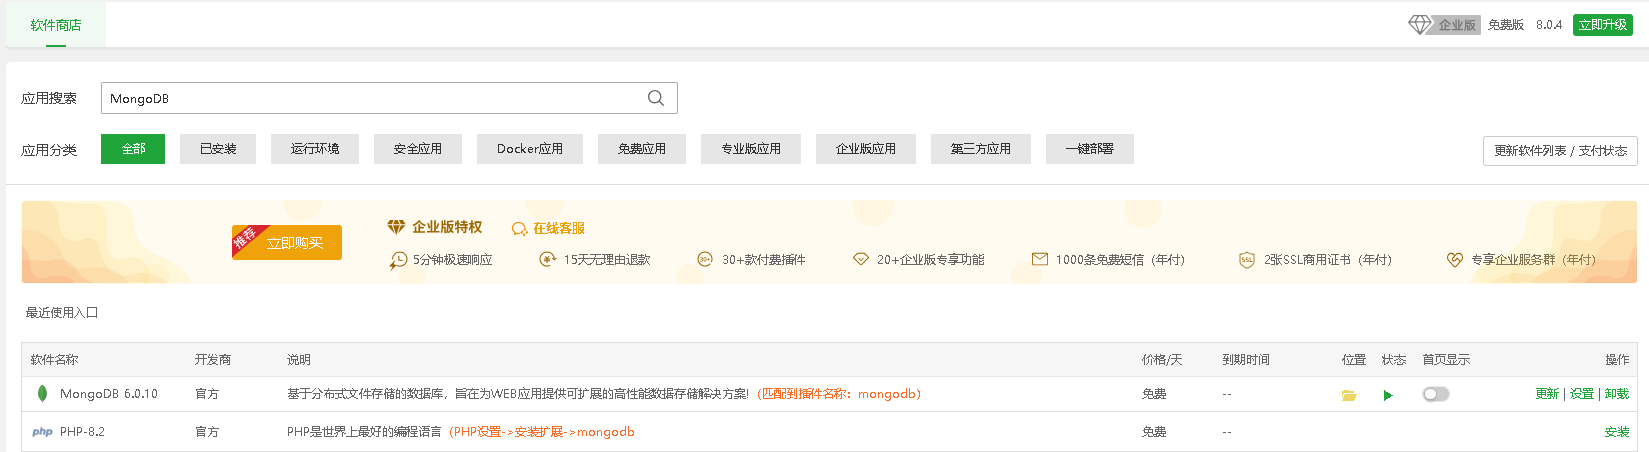 软件商店
企业版 免费版 8.0.4 立即升级
应用搜索 MongoDB
应用分类 全部 已安装 运行环境 安全应用 Docker应用 免费应用 专业版应用 企业版应用 第三方应用 一键部署 更新软件列表 / 支付状态
推荐 立即购买
企业版特权 在线客服
5分钟极速响应 15天无理由退款 30+ 30+款付费插件 20+企业版专享功能 1000条免费短信（年付） SSL 2张SSL商用证书（年付） 专享企业服务群（年付）
最近使用入口
软件名称 开发商 说明 价格/天 到期时间 位置 状态 首页显示 操作
MongoDB 6.0.10 官方 基于分布式文件存储的数据库，旨在为WEB应用提供可扩展的高性能数据存储解决方案!（匹配到插件名称：mongodb） 免费 -- 更新 | 设置 | 卸载
php PHP-8.2 官方 PHP是世界上最好的编程语言（PHP设置->安装扩展->mongodb 免费 -- 安装